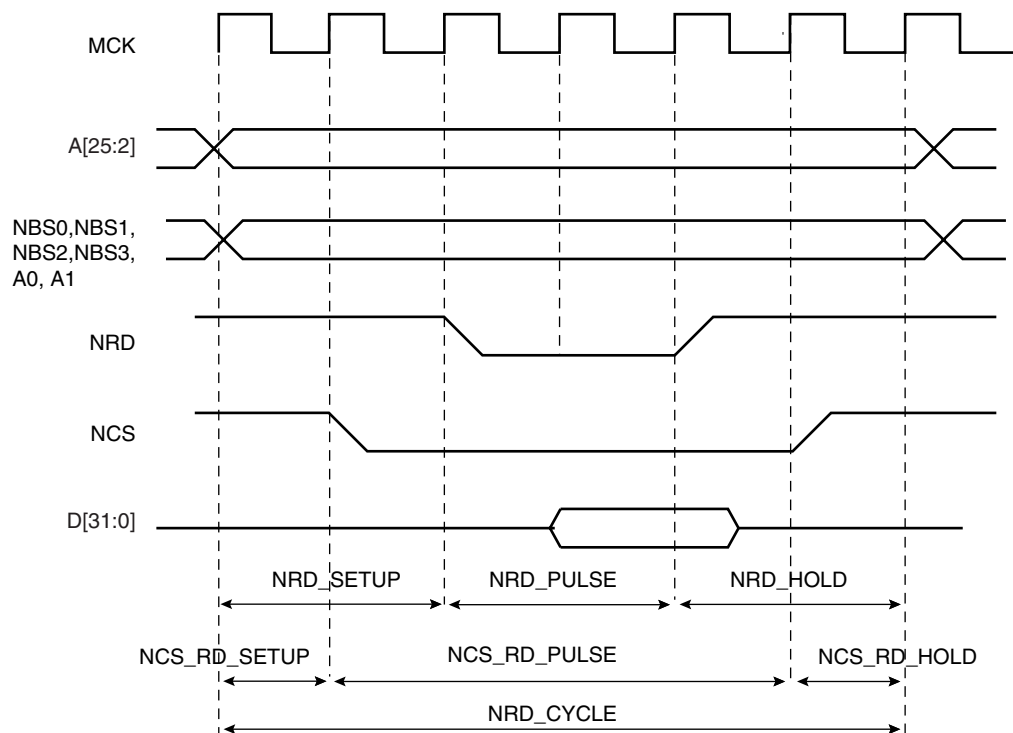 MCK
A[25:2]
NBS0,NBS1,
NBS2,NBS3,
A0, A1
NRD
NCS
D[31:0]
NRD_SETUP
NRD_PULSE
NRD_HOLD
NCS_RD_SETUP
NCS_RD_PULSE
NCS_RD_HOLD
NRD_CYCLE